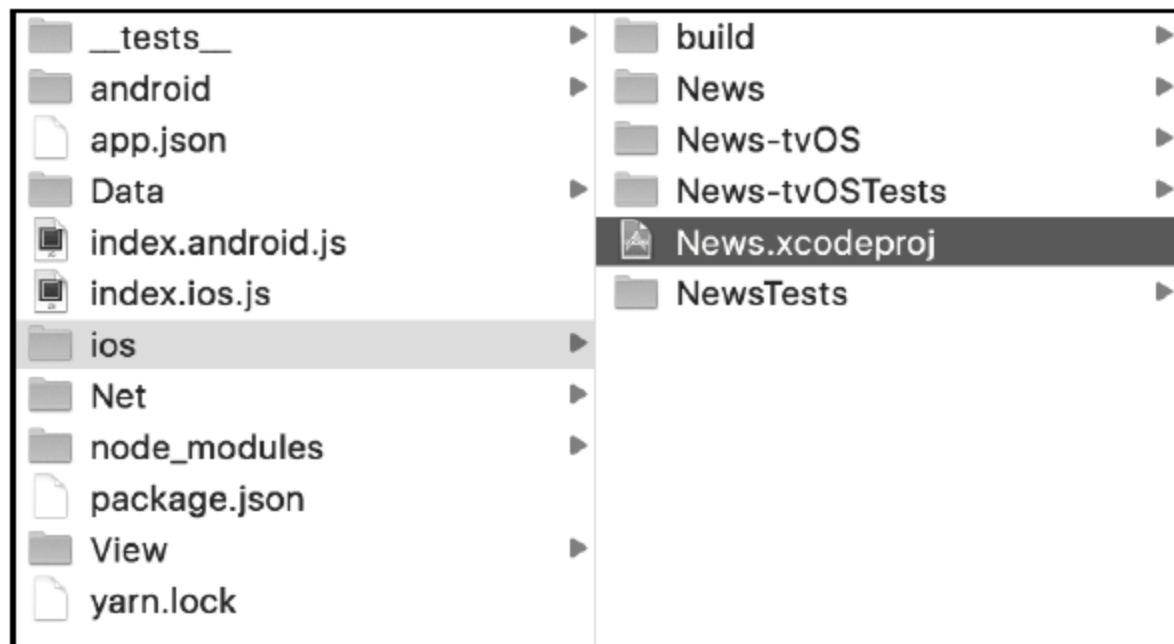 __tests__
android
app.json
Data
index.android.js
index.ios.js
ios
Net
node_modules
package.json
View
yarn.lock
build
News
News-tvOS
News-tvOSTests
News.xcodeproj
NewsTests